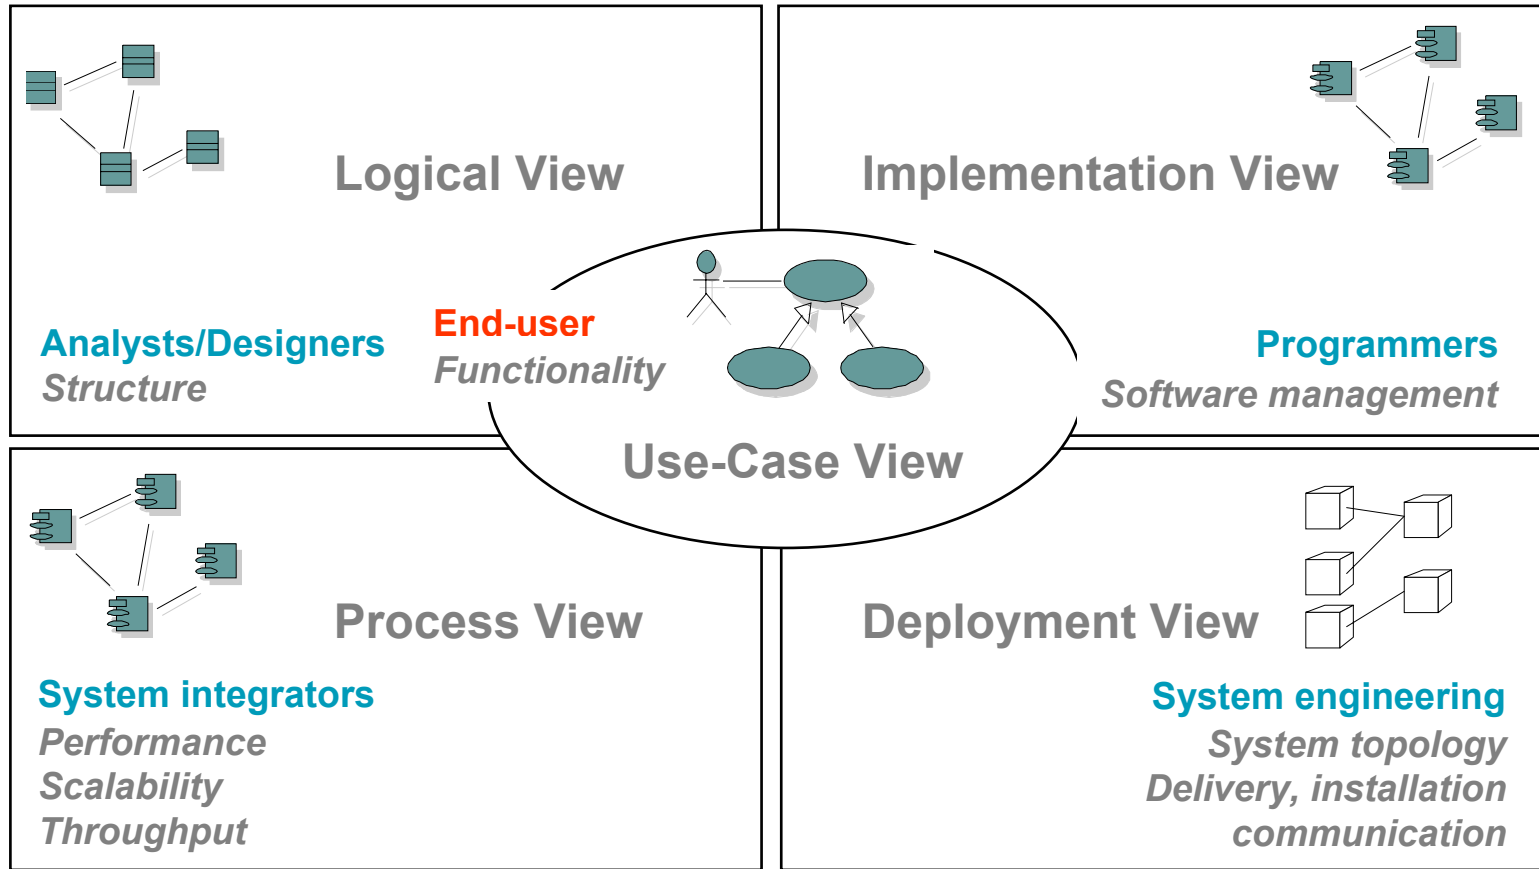 Logical View
Analysts/Designers
Structure
Implementation View
Programmers
Software management
End-user
Functionality
Use-Case View
Process View
System integrators
Performance
Scalability
Throughput
Deployment View
System engineering
System topology
Delivery, installation
communication